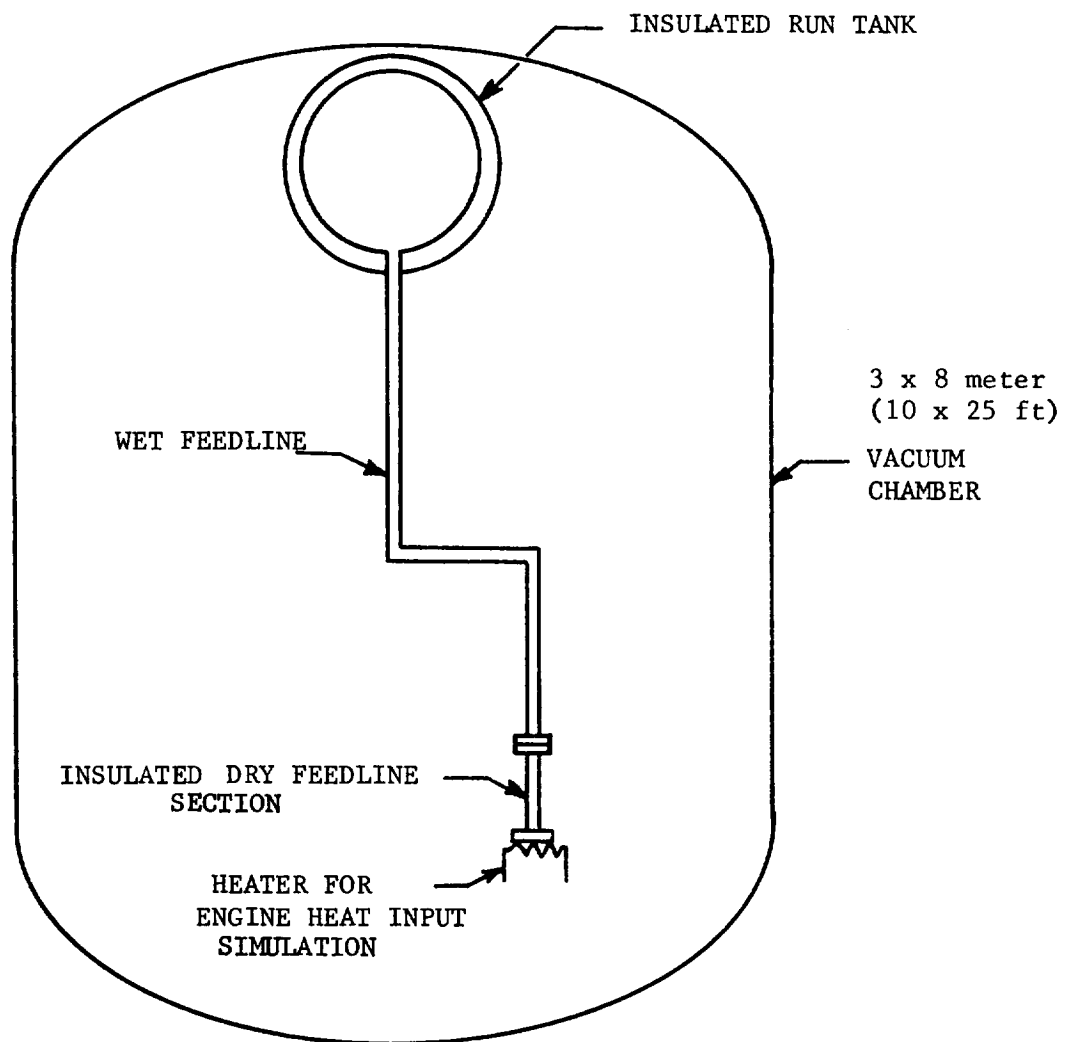 INSULATED RUN TANK
3 x 8 meter
(10 x 25 ft)
WET FEEDLINE
VACUUM
CHAMBER
INSULATED DRY FEEDLINE
SECTION
HEATER FOR
ENGINE HEAT INPUT
SIMULATION